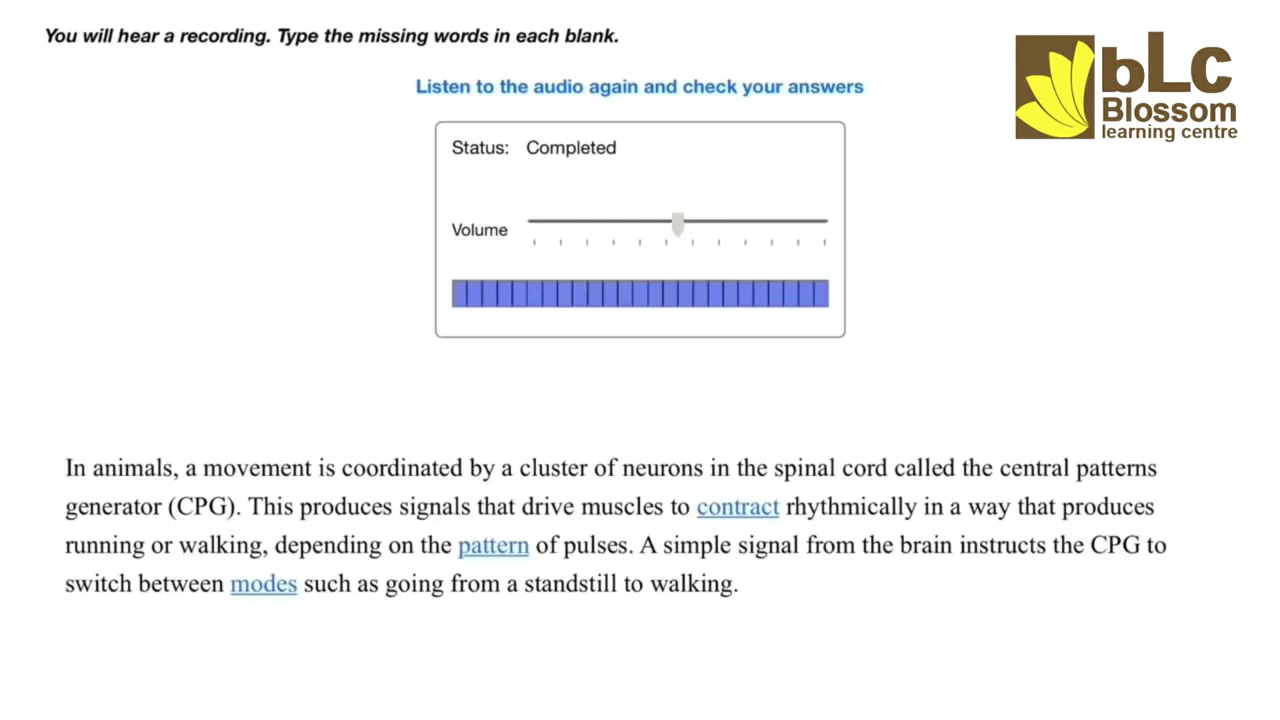 You will hear a recording. Type the missing words in each blank.
Listen to the audio again and check your answers
bLc
Blossom
learning centre
Status: Completed
Volume
In animals, a movement is coordinated by a cluster of neurons in the spinal cord called the central patterns
generator (CPG). This produces signals that drive muscles to contract rhythmically in a way that produces
running or walking, depending on the pattern of pulses. A simple signal from the brain instructs the CPG to
switch between modes such as going from a standstill to walking.